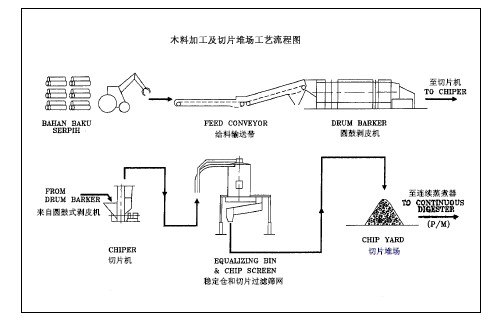 木料加工及切片堆场工艺流程图
BAHAN BAKU
SERPIH
FEED CONVEYOR
给料输送带
DRUM BARKER
圆鼓剥皮机
至切片机
TO CHIPER
FROM
DRUM BARKER
来自圆鼓式剥皮机
CHIPER
切片机
EQUALIZING BIN
& CHIP SCREEN
稳定仓和切片过滤筛网
CHIP YARD
切片堆场
至连续蒸煮器
TO CONTINUOUS
DIGESTER
(P/M)